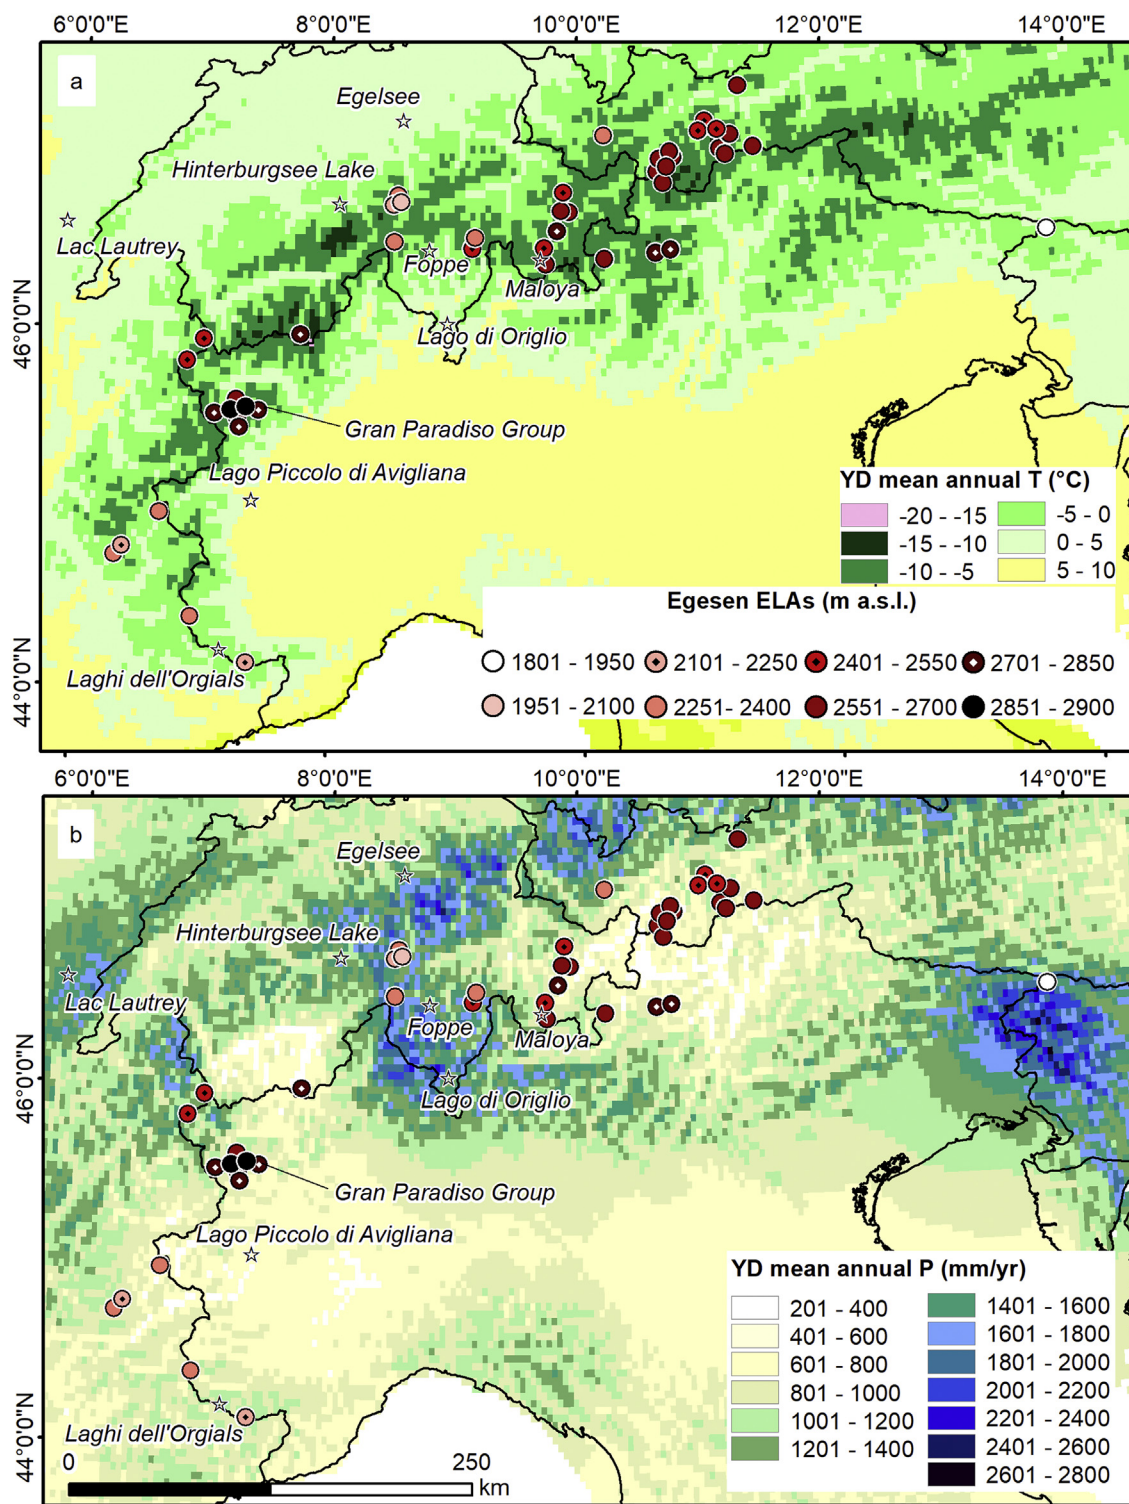 6°0'0"E 8°0'0"E 10°0'0"E 12°0'0"E 14°0'0"E
a
Egelsee
Hinterburgsee Lake
Lac Lautrey
Foppe
Maloya
Lago di Origlio
46°0'0"N
Gran Paradiso Group
Lago Piccolo di Avigliana
YD mean annual T (°C)
-20 - -15 -5 - 0
-15 - -10 0 - 5
-10 - -5 5 - 10
Egesen ELAs (m a.s.l.)
1801 - 1950 2101 - 2250 2401 - 2550 2701 - 2850
1951 - 2100 2251- 2400 2551 - 2700 2851 - 2900
Laghi dell'Orgials
44°0'0"N
6°0'0"E 8°0'0"E 10°0'0"E 12°0'0"E 14°0'0"E
b
Egelsee
Hinterburgsee Lake
Lac Lautrey
Foppe
Maloya
46°0'0"N
Lago di Origlio
Gran Paradiso Group
Lago Piccolo di Avigliana
YD mean annual P (mm/yr)
201 - 400 1401 - 1600
401 - 600 1601 - 1800
601 - 800 1801 - 2000
801 - 1000 2001 - 2200
1001 - 1200 2201 - 2400
1201 - 1400 2401 - 2600
2601 - 2800
Laghi dell'Orgials
44°0'0"N
0 250
km